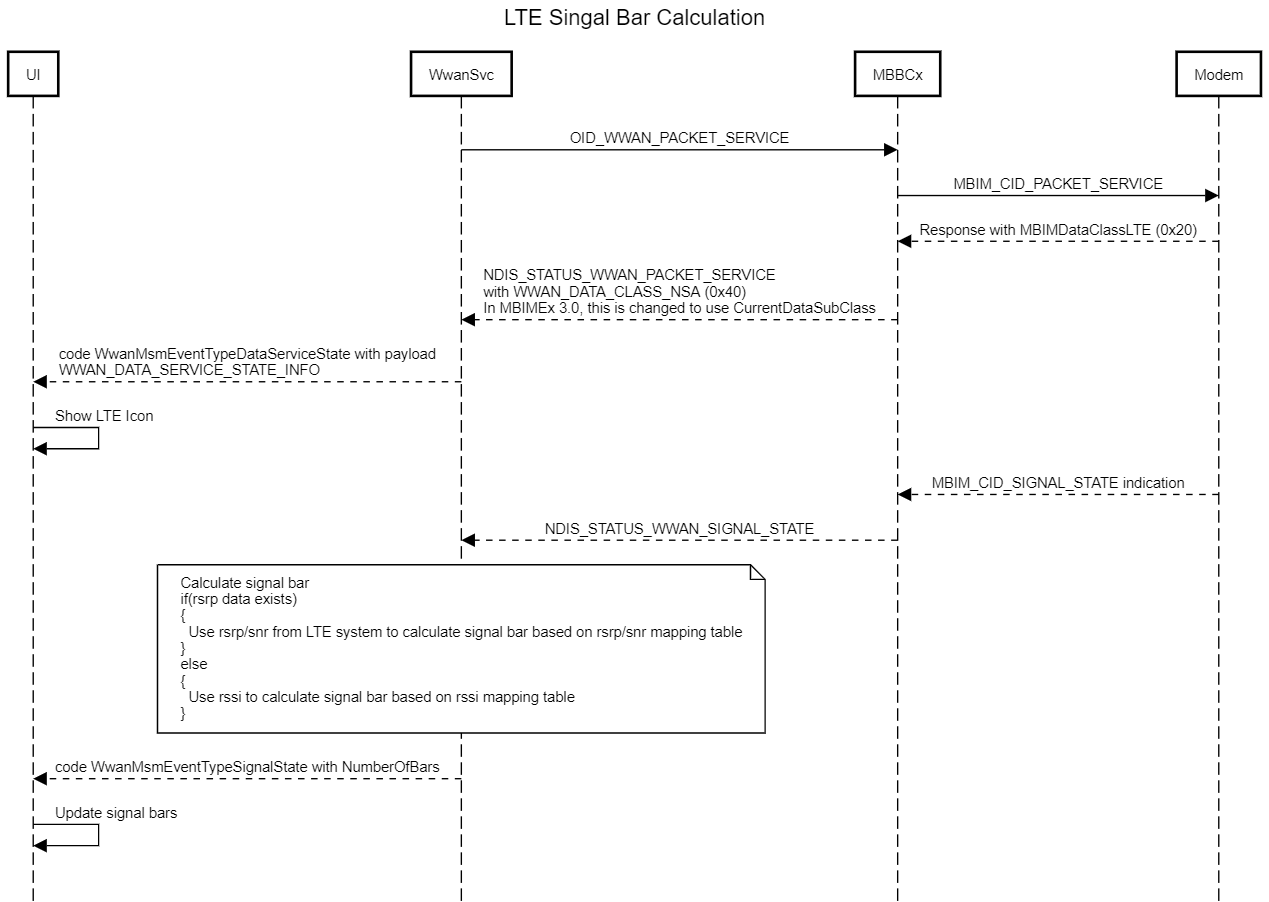 LTE Singal Bar Calculation
UI
WwanSvc
MBBCx
Modem
OID_WWAN_PACKET_SERVICE
MBIM_CID_PACKET_SERVICE
Response with MBIMDataClassLTE (0x20)
NDIS_STATUS_WWAN_PACKET_SERVICE
with WWAN_DATA_CLASS_NSA (0x40)
In MBIMEx 3.0, this is changed to use CurrentDataSubClass
code WwanMsmEventTypeDataServiceState with payload
WWAN_DATA_SERVICE_STATE_INFO
Show LTE Icon
MBIM_CID_SIGNAL_STATE indication
NDIS_STATUS_WWAN_SIGNAL_STATE
Calculate signal bar
if(rsrp data exists)
{
Use rsrp/snr from LTE system to calculate signal bar based on rsrp/snr mapping table
}
else
{
Use rssi to calculate signal bar based on rssi mapping table
}
code WwanMsmEventTypeSignalState with NumberOfBars
Update signal bars